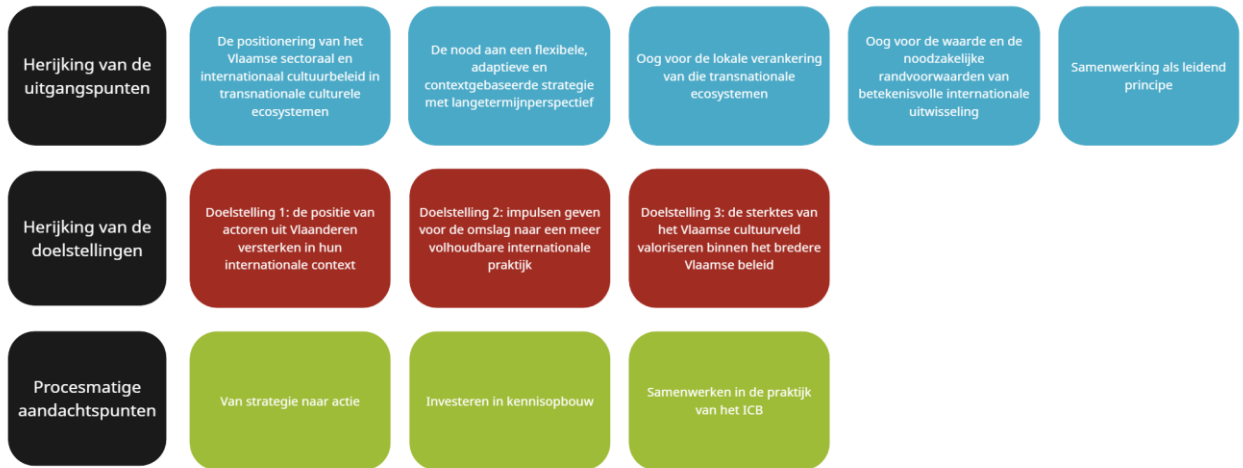 Herijking van de
uitgangspunten
De positionering van het
Vlaamse sectoraal en
internationaal cultuurbeleid in
transnationale culturele
ecosystemen
De nood aan een flexibele,
adaptieve en
contextgebaseerde strategie
met langetermijnperspectief
Oog voor de lokale verankering
van die transnationale
ecosystemen
Oog voor de waarde en de
noodzakelijke
randvoorwaarden van
betekenisvolle internationale
uitwisseling
Samenwerking als leidend
principe
Herijking van de
doelstellingen
Doelstelling 1: de positie van
actoren uit Vlaanderen
versterken in hun
internationale context
Doelstelling 2: impulsen geven
voor de omslag naar een meer
volhoudbare internationale
praktijk
Doelstelling 3: de sterktes van
het Vlaamse cultuurveld
valoriseren binnen het bredere
Vlaamse beleid
Procesmatige
aandachtspunten
Van strategie naar actie
Investeren in kennisopbouw
Samenwerken in de praktijk
van het ICB